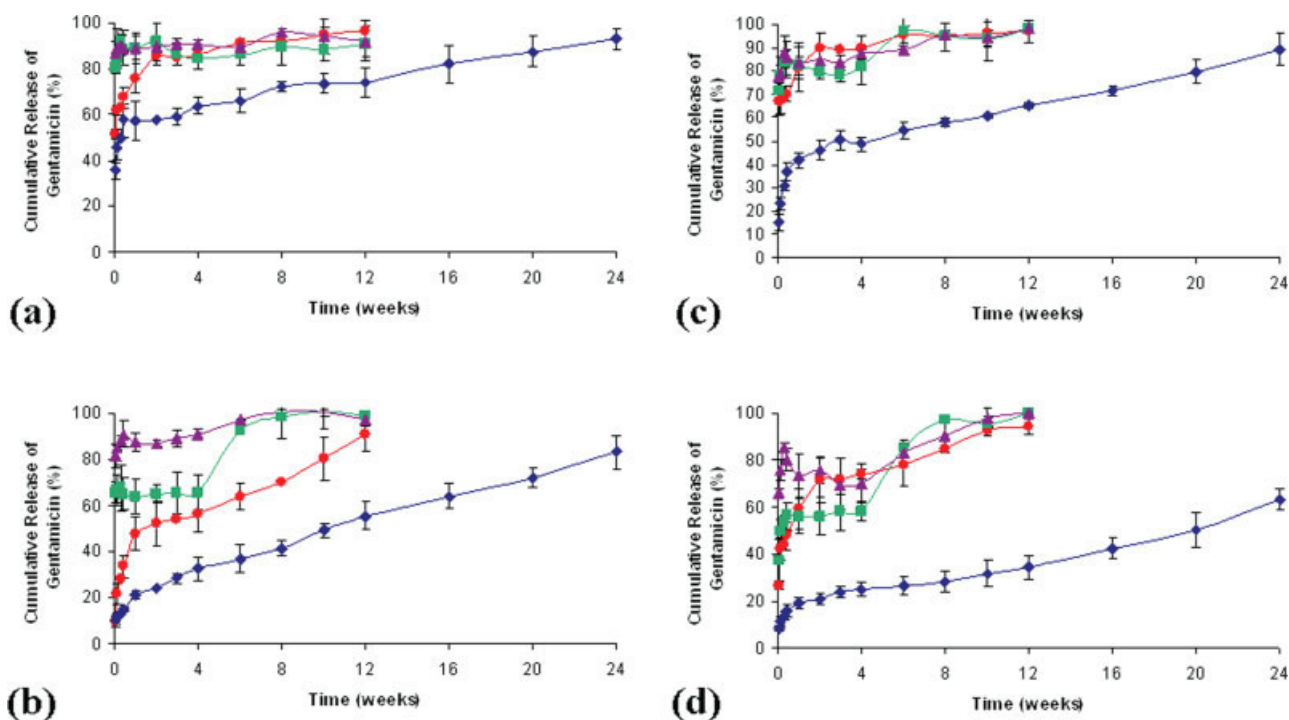 100
80
60
40
20
0
Cumulative Release of
Gentamicin (%)
0 4 8 12 16 20 24
Time (weeks)
(a)
100
90
80
70
60
50
40
30
20
10
0
Cumulative Release of
Gentamicin (%)
0 4 8 12 16 20 24
Time (weeks)
(c)
100
80
60
40
20
0
Cumulative Release of
Gentamicin (%)
0 4 8 12 16 20 24
Time (weeks)
(b)
100
80
60
40
20
0
Cumulative Release of
Gentamicin (%)
0 4 8 12 16 20 24
Time (weeks)
(d)